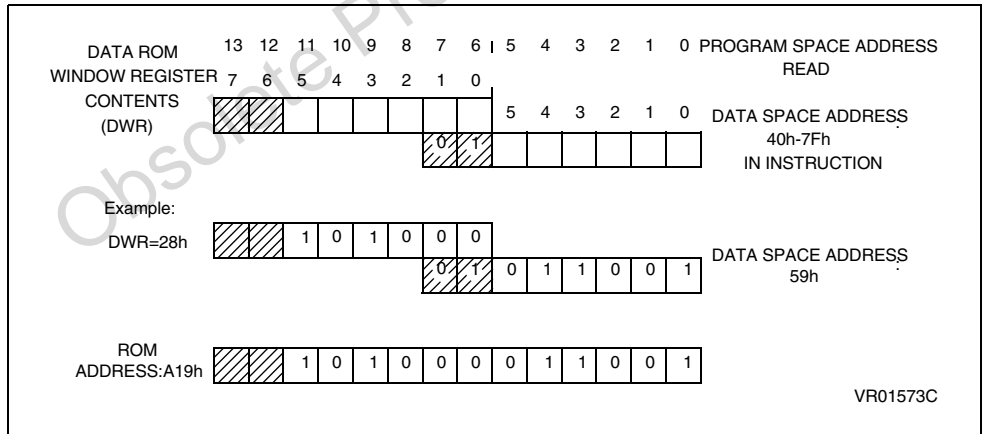 Obsolete Pro
13 12 11 10 9 8 7 6 5 4 3 2 1 0 PROGRAM SPACE ADDRESS
READ
DATA ROM
WINDOW REGISTER
CONTENTS
(DWR)
7 6 5 4 3 2 1 0
5 4 3 2 1 0 DATA SPACE ADDRESS
40h-7Fh
IN INSTRUCTION
0 1
Example:
DWR=28h
1 0 1 0 0 0
0 1 0 1 1 0 0 1
DATA SPACE ADDRESS
59h
ROM
ADDRESS:A19h
1 0 1 0 0 0 0 1 1 0 0 1
VR01573C